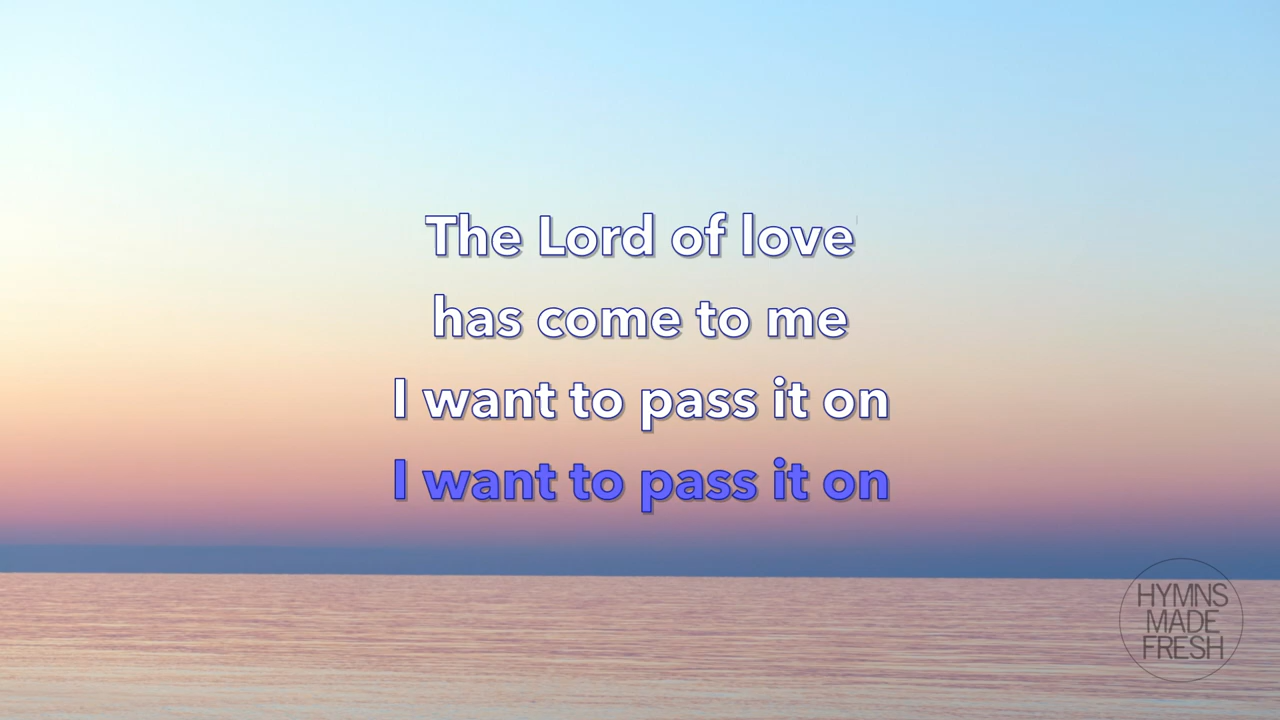 The Lord of love
has come to me
I want to pass it on
I want to pass it on
HYMNS
MADE
FRESH